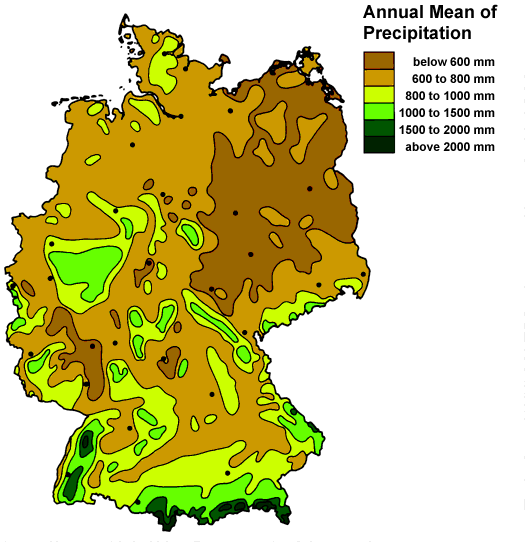 Annual Mean of
Precipitation
below 600 mm
600 to 800 mm
800 to 1000 mm
1000 to 1500 mm
1500 to 2000 mm
above 2000 mm